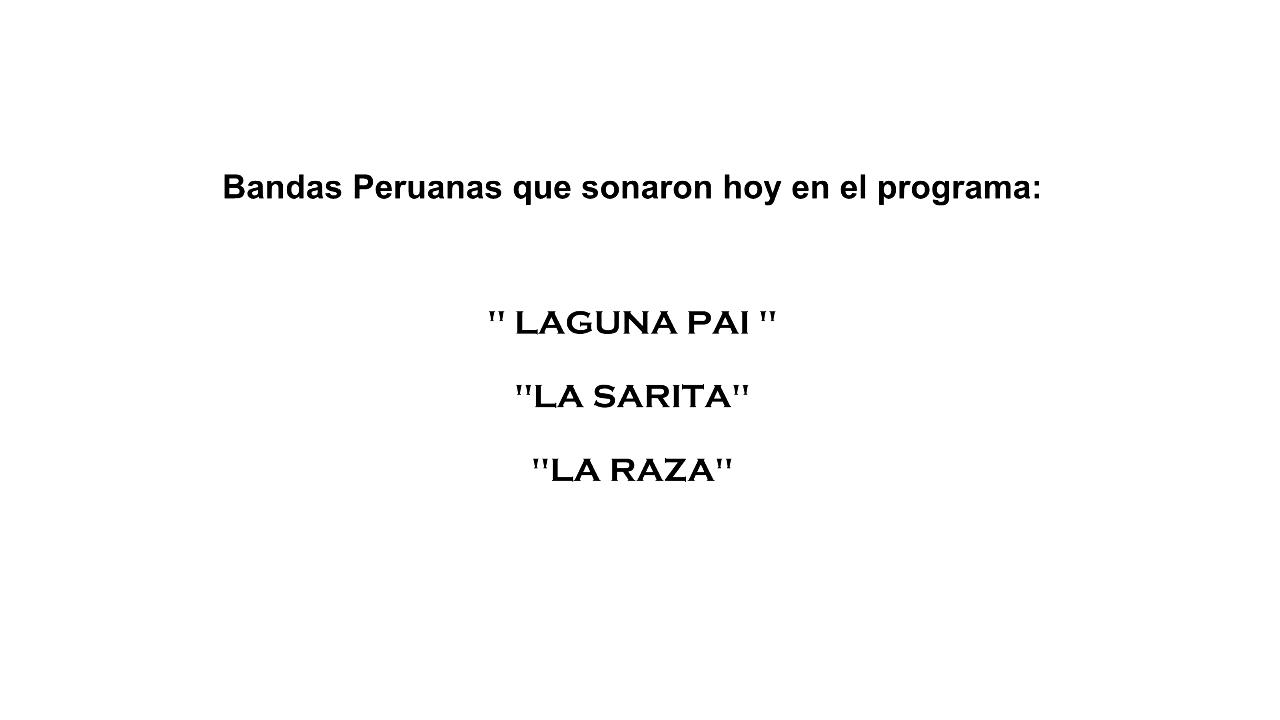 Bandas Peruanas que sonaron hoy en el programa:
" LAGUNA PAI "
"LA SARITA"
"LA RAZA"